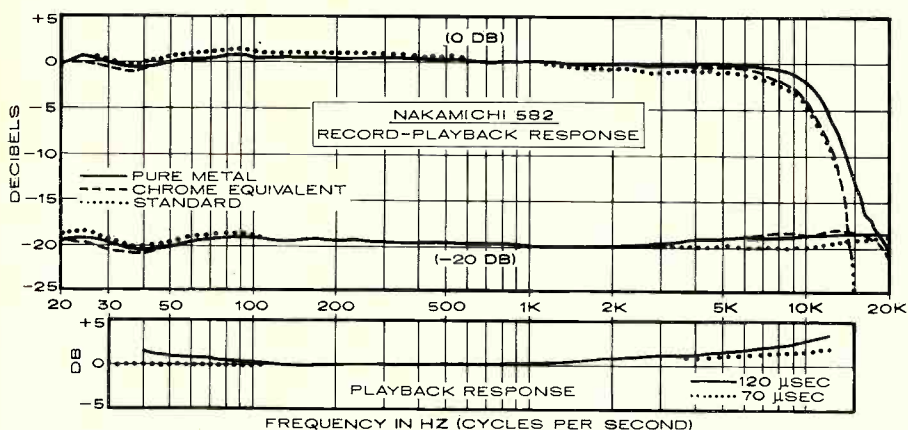 +5
(0 DB)
0
-5
NAKAMICHI 582
RECORD-PLAYBACK RESPONSE
DECIBELS
-10
PURE METAL
CHROME EQUIVALENT
STANDARD
-15
-20
(-20 DB)
-25
20 30 50 100 200 500 1K 2K 5K 10K 20K
+5
DB
0
-5
PLAYBACK RESPONSE
120 µSEC
70 µSEC
FREQUENCY IN HZ (CYCLES PER SECOND)